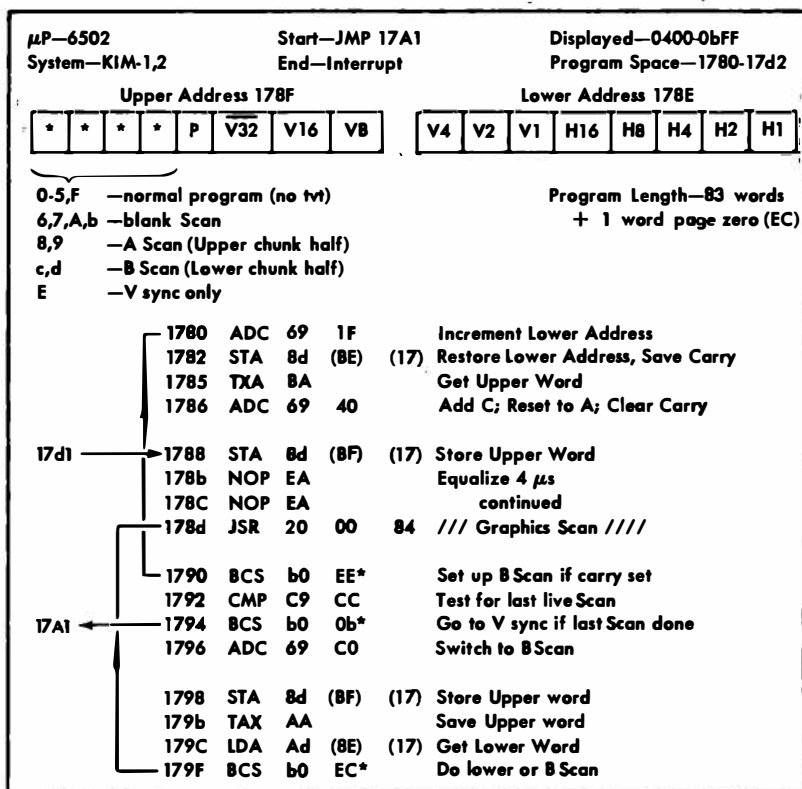 μP—6502 Start—JMP 17A1 Displayed—0400-0bFF
System—KIM-1,2 End—Interrupt Program Space—1780-17d2
Upper Address 178F Lower Address 178E
* * * * P V32 V16 V8 V4 V2 V1 H16 H8 H4 H2 H1
0-5,F —normal program (no tvt) Program Length—83 words
6,7,A,b —blank Scan + 1 word page zero (EC)
8,9 —A Scan (Upper chunk half)
c,d —B Scan (Lower chunk half)
E —V sync only
1780 ADC 69 1F Increment Lower Address
1782 STA 8d (8E) (17) Restore Lower Address, Save Carry
1785 TXA 8A Get Upper Word
1786 ADC 69 40 Add C; Reset to A; Clear Carry
17d1 1788 STA 8d (8F) (17) Store Upper Word
178b NOP EA Equalize 4 μs
178C NOP EA continued
178d JSR 20 00 84 /// Graphics Scan ////
1790 BCS b0 EE* Set up B Scan if carry set
1792 CMP C9 CC Test for last live Scan
17A1 1794 BCS b0 0b* Go to V sync if last Scan done
1796 ADC 69 C0 Switch to B Scan
1798 STA 8d (8F) (17) Store Upper word
179b TAX AA Save Upper word
179C LDA Ad (8E) (17) Get Lower Word
179F BCS b0 EC* Do lower or B Scan